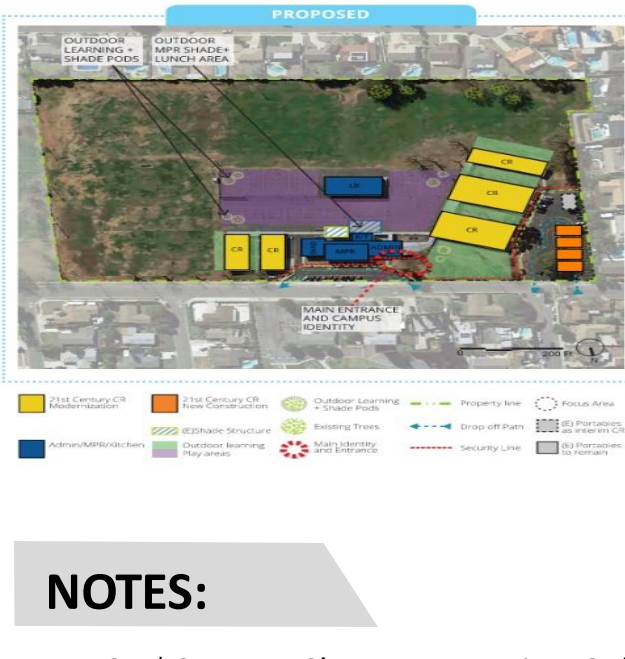 PROPOSED
OUTDOOR
LEARNING +
SHADE PODS
OUTDOOR
MPR SHADE+
LUNCH AREA
CR
LR
CR
CR
CR
CR
MPR
ADMIN
MAIN ENTRANCE
AND CAMPUS
IDENTITY
0
200 Ft
N
21st Century CR
Modernization
21st Century CR
New Construction
Outdoor Learning
+ Shade Pods
Property line
Focus Area
(E)Shade Structure
Existing Trees
Drop off Path
(E) Portables
as interim CR
Admin/MPR/Kitchen
Outdoor learning
Play areas
Main Identity
and Entrance
Security Line
(E) Portables
to remain
NOTES: